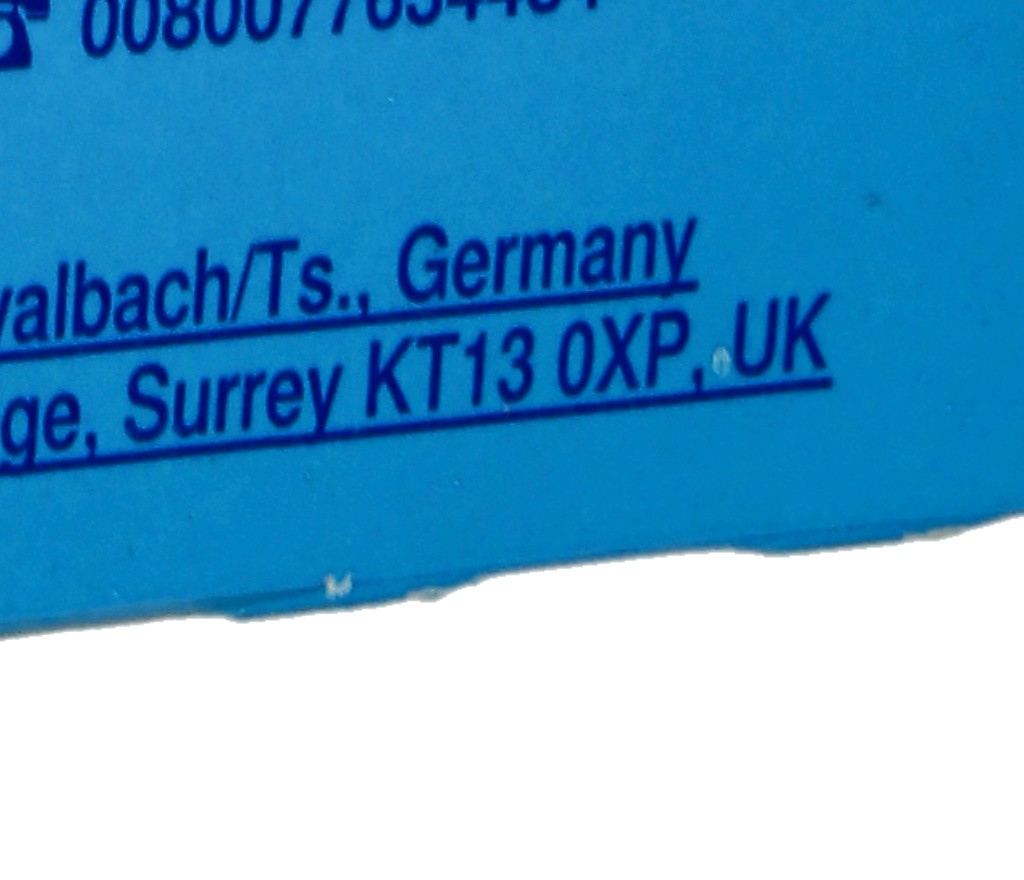 valbach/Ts., Germany
ge, Surrey KT13 0XP, UK